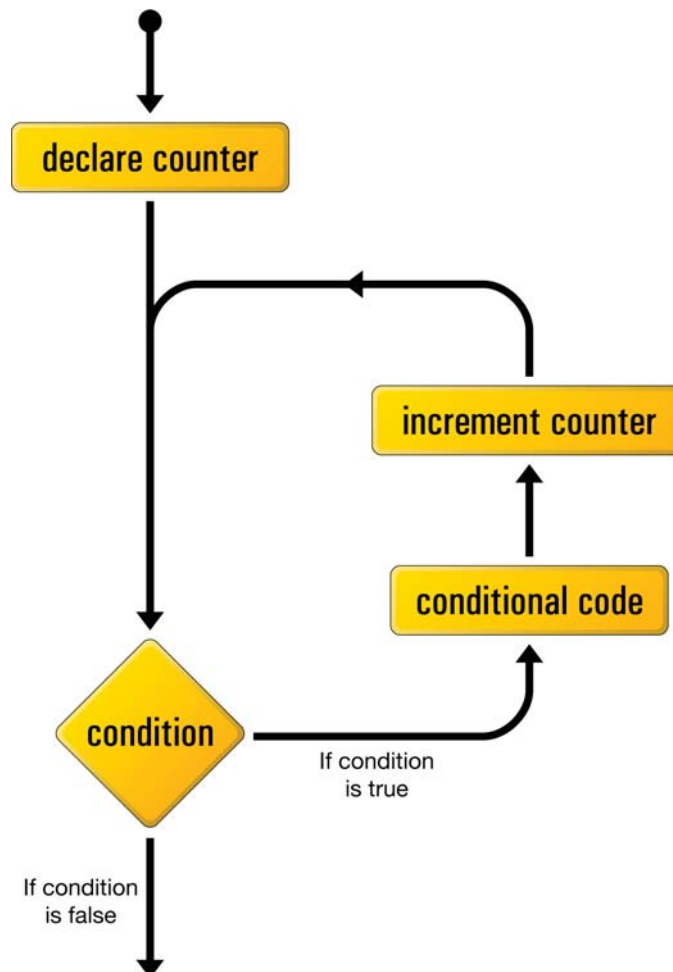 declare counter
increment counter
conditional code
condition
If condition
is true
If condition
is false